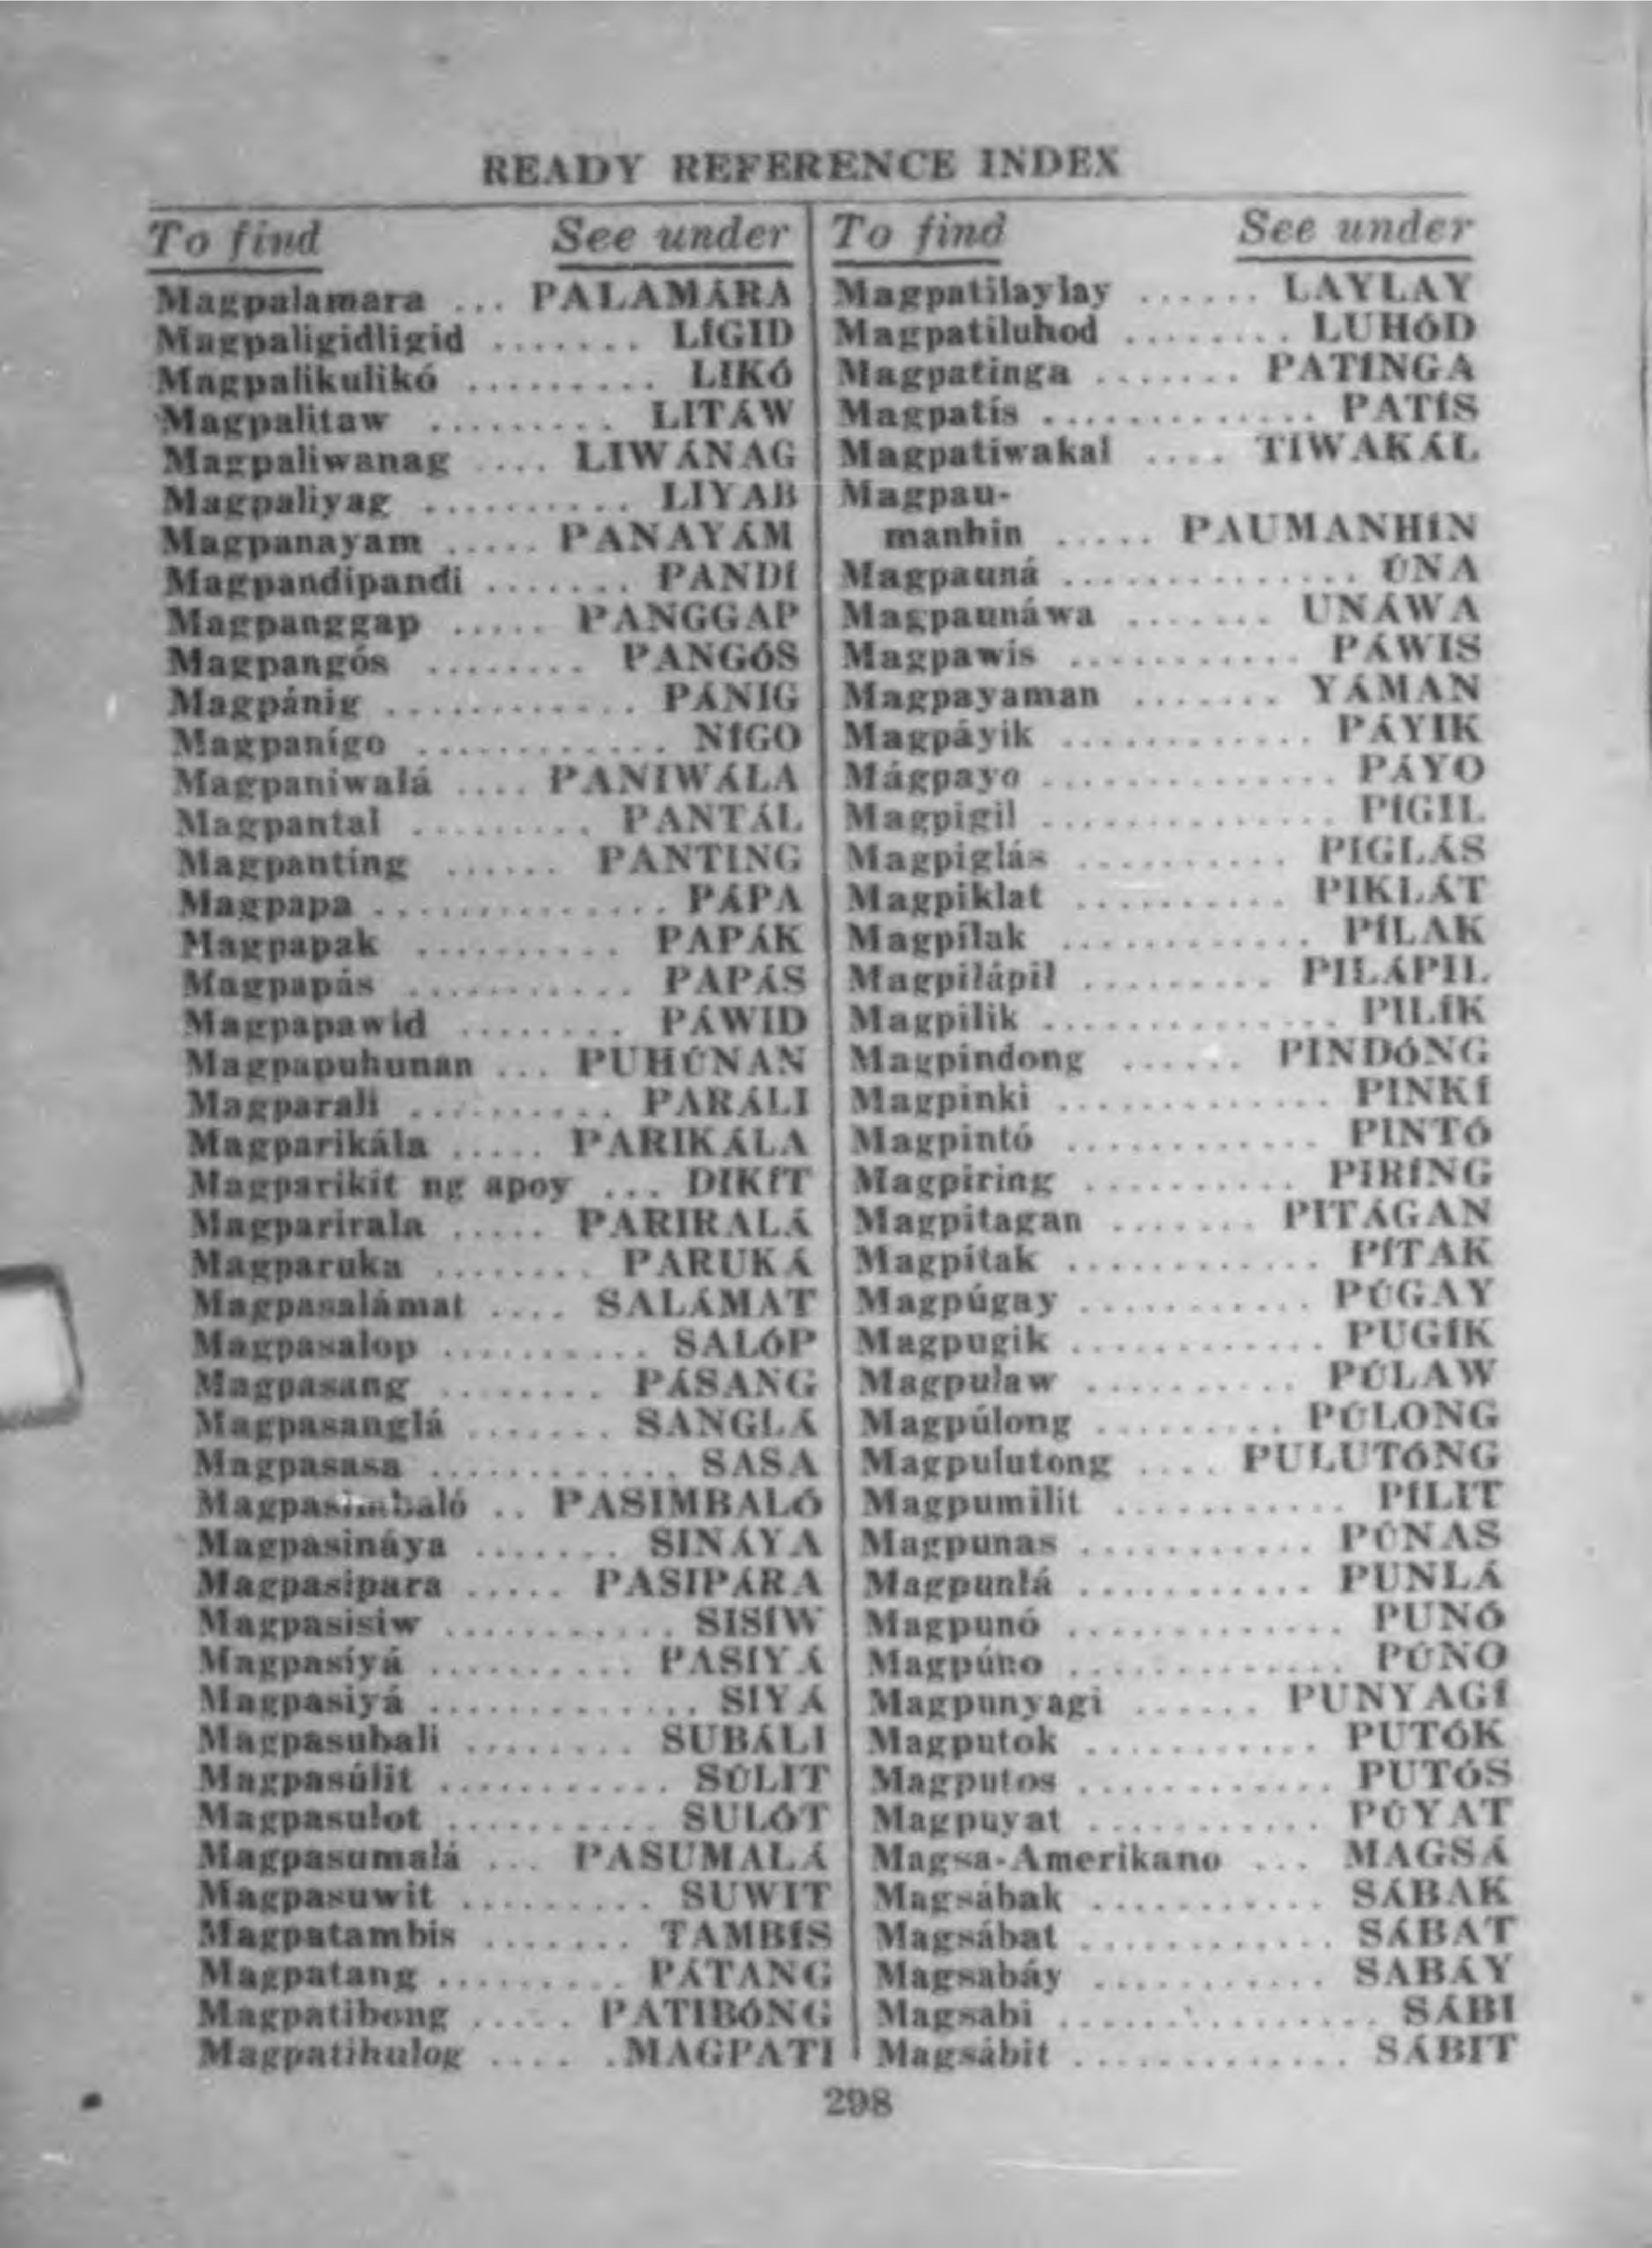 READY REFERENCE INDEX
To find See under
Magpalamara ... PALAMÁRA
Magpaligidligid ....... LÍGID
Magpalikulikó ......... LIKÓ
Magpalitaw ......... LITÁW
Magpaliwanag .... LIWÁNAG
Magpaliyag .......... LIYAB
Magpanayam ..... PANAYÁM
Magpandipandi ....... PANDÍ
Magpanggap ..... PANGGAP
Magpangós ........ PANGÓS
Magpánig ............. PÁNIG
Magpanígo ............ NÍGO
Magpaniwalá .... PANIWÁLA
Magpantal ......... PANTÁL
Magpantíng ...... PANTING
Magpapa .............. PÁPA
Magpapak .......... PAPÁK
Magpapás ........... PAPÁS
Magpapawid ........ PÁWID
Magpapuhunan ... PUHÚNAN
Magparali .......... PARÁLI
Magparikála ..... PARIKÁLA
Magparikit ng apoy ... DIKÍT
Magparirala ..... PARIRALÁ
Magparuka ........ PARUKÁ
Magpasalámat .... SALÁMAT
Magpasalop .......... SALÓP
Magpasang ........ PÁSANG
Magpasanglá ....... SANGLÁ
Magpasasa ............ SASA
Magpasimbaló .. PASIMBALÓ
Magpasináya ....... SINÁYA
Magpasipara ..... PASIPÁRA
Magpasisiw ........... SISÍW
Magpasíyá .......... PASIYÁ
Magpasiyá ............. SIYÁ
Magpasubali ........ SUBÁLI
Magpasúlit ........... SÚLIT
Magpasulot .......... SULÓT
Magpasumalá ... PASUMALÁ
Magpasuwit ......... SUWIT
Magpatambis ....... TAMBÍS
Magpatang ......... PÁTANG
Magpatibong ..... PATIBÓNG
Magpatihulog .... .MAGPATI
To find See under
Magpatilaylay ...... LAYLAY
Magpatiluhod ........ LUHÓD
Magpatinga ....... PATÍNGA
Magpatís ............. PATÍS
Magpatiwakal .... TIWAKÁL
Magpau-
manhin ..... PAUMANHÍN
Magpauná .............. ÚNA
Magpaunáwa ....... UNÁWA
Magpawis ........... PÁWIS
Magpayaman ....... YÁMAN
Magpáyik ............ PÁYIK
Mágpayo .............. PÁYO
Magpigil .............. PÍGIL
Magpiglás .......... PIGLÁS
Magpiklat .......... PIKLÁT
Magpílak ............ PÍLAK
Magpilápil ......... PILÁPIL
Magpilik .............. PILÍK
Magpindong ...... PINDÓNG
Magpinki ............. PINKÍ
Magpintó ............ PINTÓ
Magpiring .......... PIRÍNG
Magpitagan ....... PITÁGAN
Magpitak ............ PÍTAK
Magpúgay ........... PÚGAY
Magpugik ............ PUGÍK
Magpulaw .......... PÚLAW
Magpúlong ......... PÚLONG
Magpulutong .... PULUTÓNG
Magpumilit ........... PÍLIT
Magpunas ........... PÚNAS
Magpunlá ........... PUNLÁ
Magpunó ............. PUNÓ
Magpúno ............. PÚNO
Magpunyagi ...... PUNYAGÍ
Magputok ........... PUTÓK
Magputos ............ PUTÓS
Magpuyat ........... PÚYAT
Magsa-Amerikano ... MAGSÁ
Magsábak ........... SÁBAK
Magsábat ............ SÁBAT
Magsabáy ........... SABÁY
Magsabi ............... SÁBI
Magsábit ............. SÁBIT
298